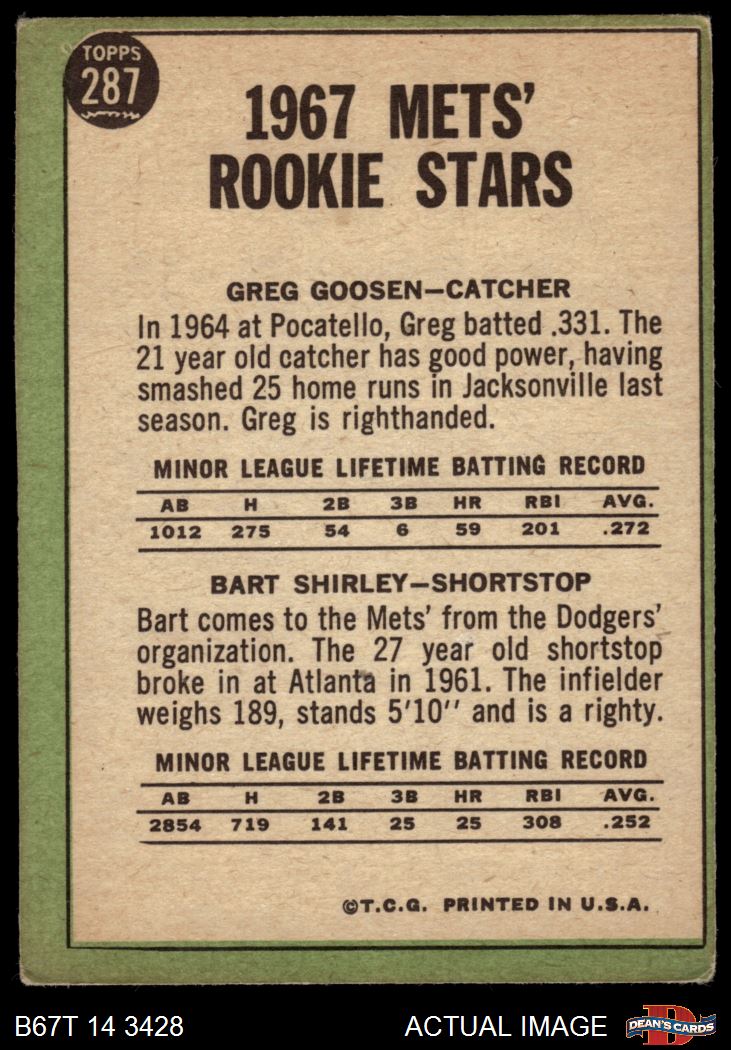 TOPPS
287
1967 METS'
ROOKIE STARS
GREG GOOSEN—CATCHER
In 1964 at Pocatello, Greg batted .331. The
21 year old catcher has good power, having
smashed 25 home runs in Jacksonville last
season. Greg is righthanded.
MINOR LEAGUE LIFETIME BATTING RECORD
AB H 2B 3B HR RBI AVG.
1012 275 54 6 59 201 .272
BART SHIRLEY—SHORTSTOP
Bart comes to the Mets' from the Dodgers'
organization. The 27 year old shortstop
broke in at Atlanta in 1961. The infielder
weighs 189, stands 5'10'' and is a righty.
MINOR LEAGUE LIFETIME BATTING RECORD
AB H 2B 3B HR RBI AVG.
2854 719 141 25 25 308 .252
©T.C.G. PRINTED IN U.S.A.
B67T 14 3428 ACTUAL IMAGE
D
DEAN'S CARDS